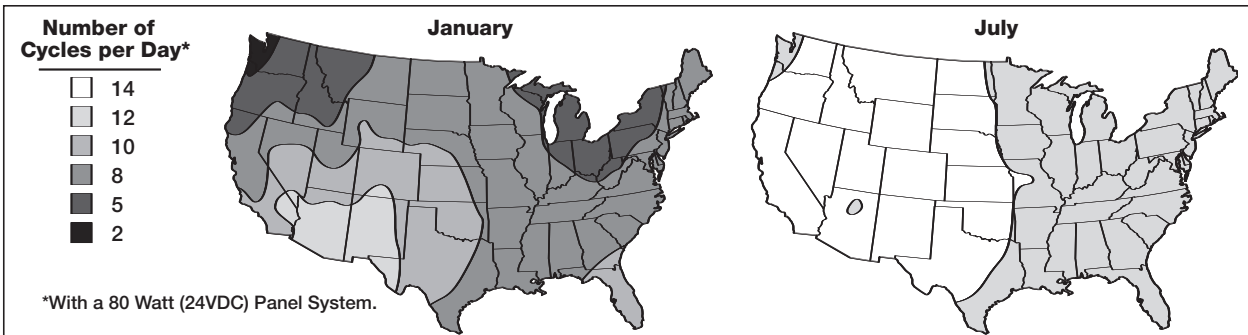 Number of
Cycles per Day*
14
12
10
8
5
2
January
July
*With a 80 Watt (24VDC) Panel System.